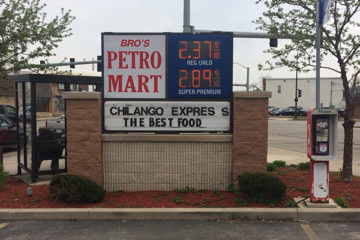 BRO'S
PETRO
MART
2.37 9/10
REG UNLD
2.89 9/10
SUPER PREMIUM
CHILANGO EXPRES S
THE BEST FOOD